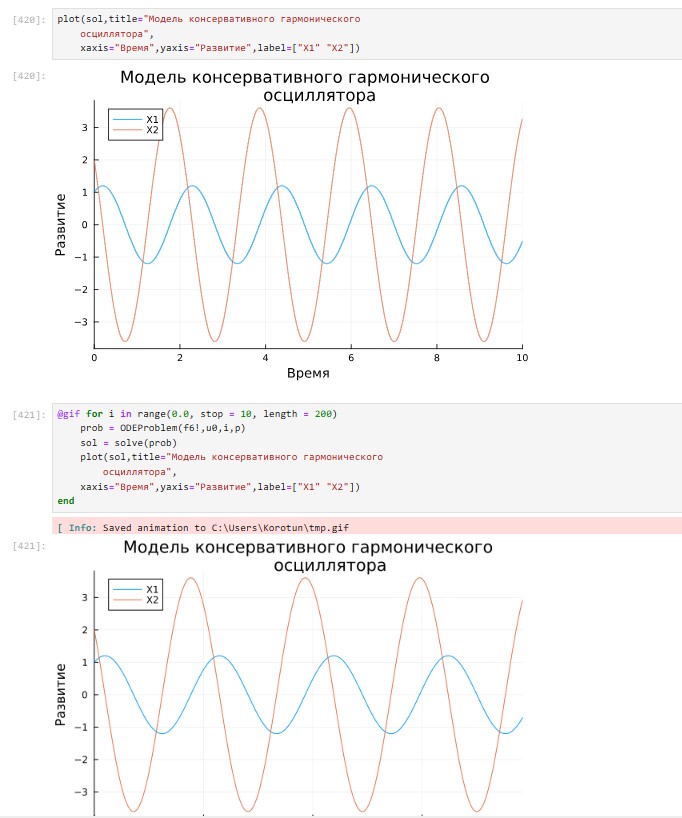 [420]:
plot(sol,title="Модель консервативного гармонического
осциллятора",
xaxis="Время",yaxis="Развитие",label=["X1" "X2"])
[420]:
Модель консервативного гармонического
осциллятора
X1
X2
3
2
1
0
−1
−2
−3
Развитие
0 2 4 6 8 10
Время
[421]:
@gif for i in range(0.0, stop = 10, length = 200)
prob = ODEProblem(f6!,u0,i,p)
sol = solve(prob)
plot(sol,title="Модель консервативного гармонического
осциллятора",
xaxis="Время",yaxis="Развитие",label=["X1" "X2"])
end
[ Info: Saved animation to C:\Users\Korotun\tmp.gif
[421]:
Модель консервативного гармонического
осциллятора
X1
X2
3
2
1
0
−1
−2
−3
Развитие